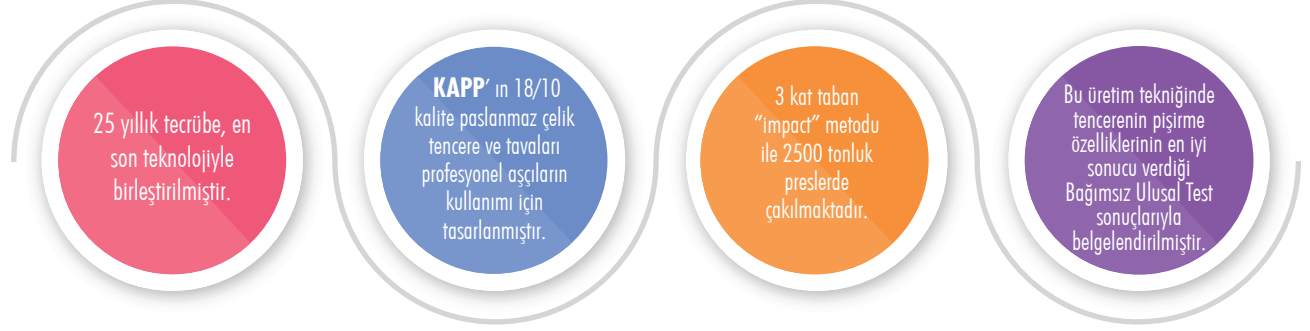 25 yıllık tecrübe, en
son teknolojiyle
birleştirilmiştir.
KAPP’ ın 18/10
kalite paslanmaz çelik
tencere ve tavaları
profesyonel aşçıların
kullanımı için
tasarlanmıştır.
3 kat taban
“impact” metodu
ile 2500 tonluk
preslerde
çakılmaktadır.
Bu üretim tekniğinde
tencerenin pişirme
özelliklerinin en iyi
sonucu verdiği
Bağımsız Ulusal Test
sonuçlarıyla
belgelendirilmiştir.